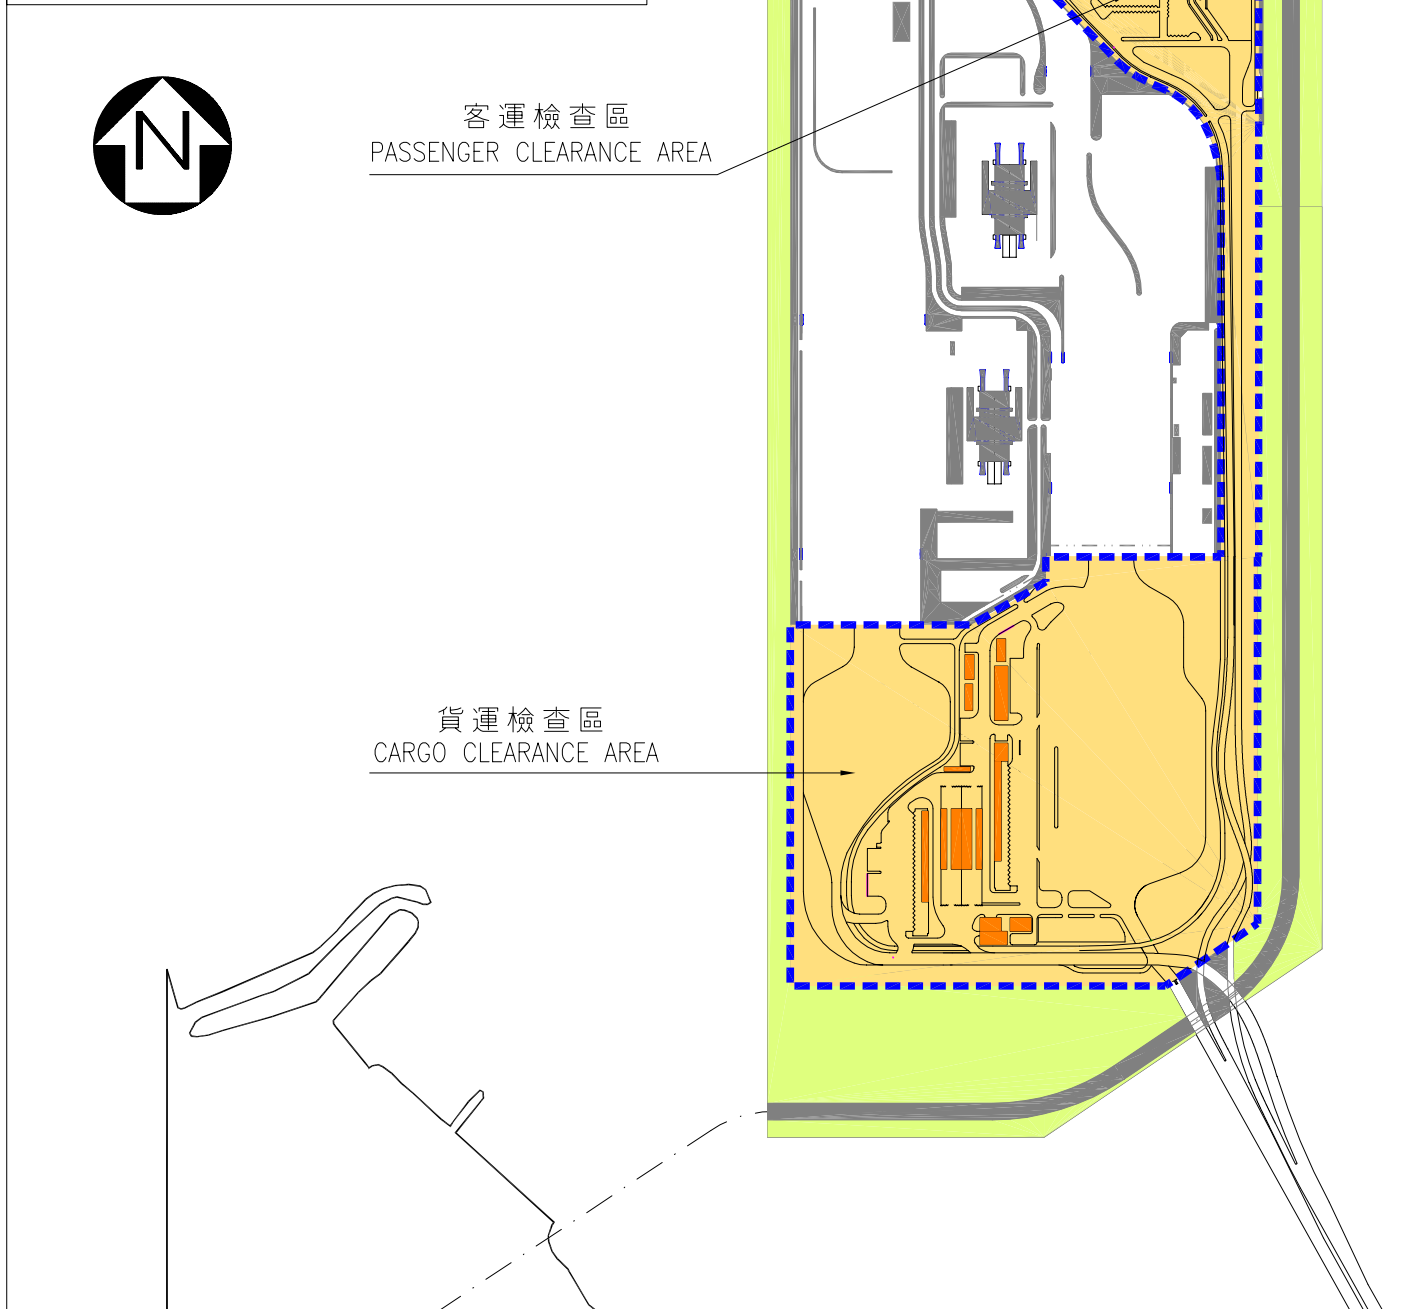 N
客運檢查區
PASSENGER CLEARANCE AREA
貨運檢查區
CARGO CLEARANCE AREA